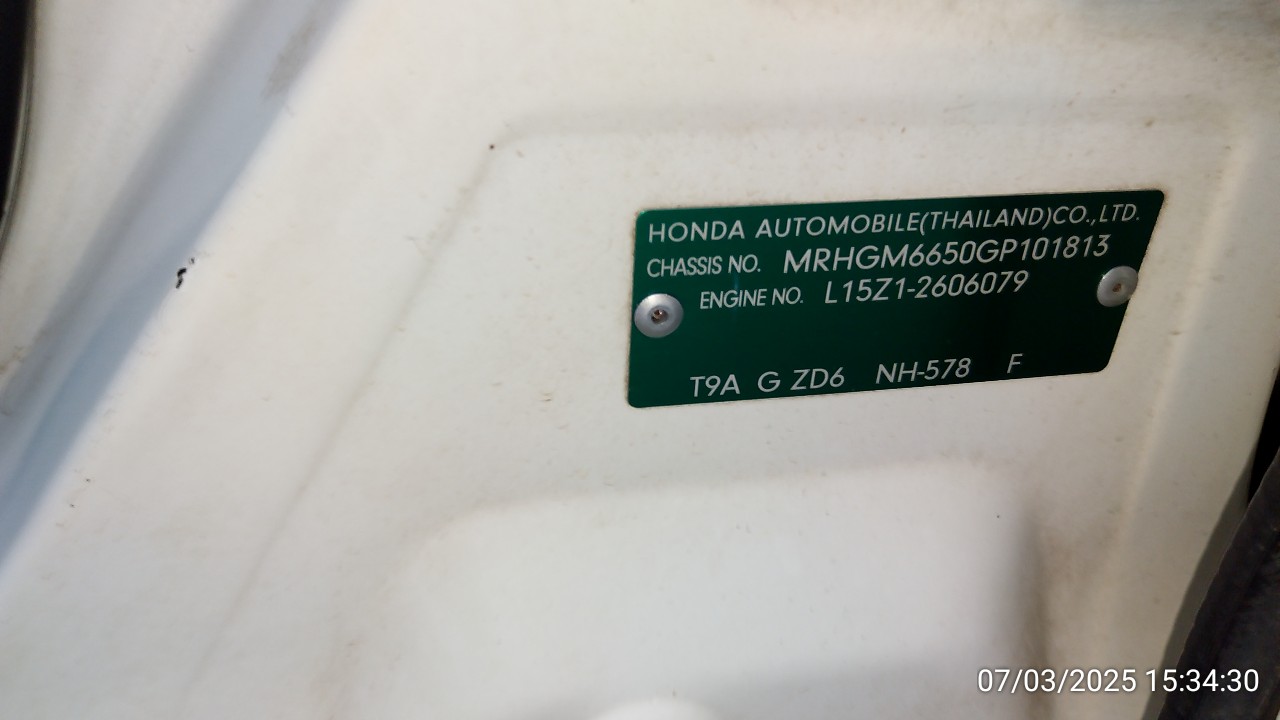 HONDA AUTOMOBILE(THAILAND)CO.,LTD.
CHASSIS NO. MRHGM6650GP101813
ENGINE NO. L15Z1-2606079
T9A G ZD6 NH-578 F
07/03/2025 15:34:30